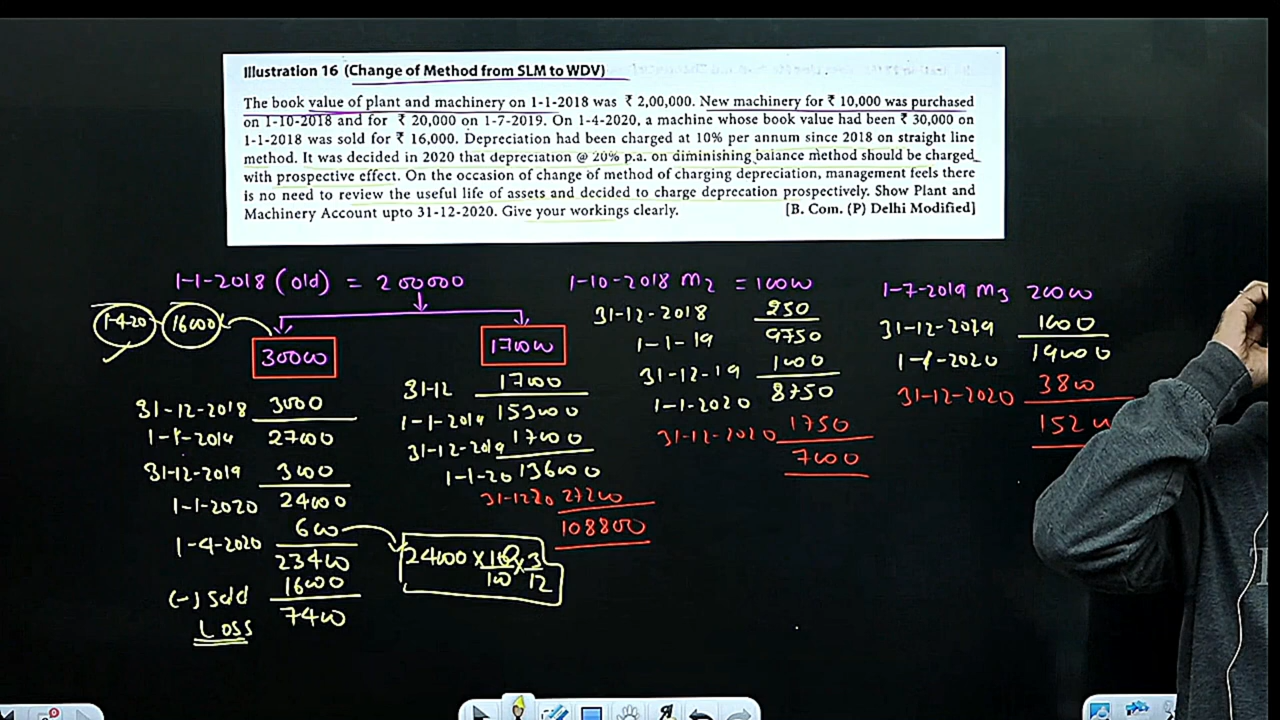 Illustration 16 (Change of Method from SLM to WDV)
The book value of plant and machinery on 1-1-2018 was ₹ 2,00,000. New machinery for ₹ 10,000 was purchased
on 1-10-2018 and for ₹ 20,000 on 1-7-2019. On 1-4-2020, a machine whose book value had been ₹ 30,000 on
1-1-2018 was sold for ₹ 16,000. Depreciation had been charged at 10% per annum since 2018 on straight line
method. It was decided in 2020 that depreciation @ 20% p.a. on diminishing balance method should be charged
with prospective effect. On the occasion of change of method of charging depreciation, management feels there
is no need to review the useful life of assets and decided to charge deprecation prospectively. Show Plant and
Machinery Account upto 31-12-2020. Give your workings clearly. [B. Com. (P) Delhi Modified]
1-1-2018 (old) = 200000
1-4-20 16000
30000
170000
31-12-2018 3000
1-1-2019 27000
31-12-2019 3000
1-1-2020 24000
1-4-2020 600
23400
(-) Sold 16000
Loss 7400
24000 × 10/100 × 3/12
31-12 17000
1-1-2019 153000
31-12-2019 17000
1-1-20 136000
31-1220 27200
108800
1-10-2018 M2 = 10000
31-12-2018 250
1-1-19 9750
31-12-19 1000
1-1-2020 8750
31-12-2020 1750
7000
1-7-2019 M3 20000
31-12-2019 1000
1-1-2020 19000
31-12-2020 3800